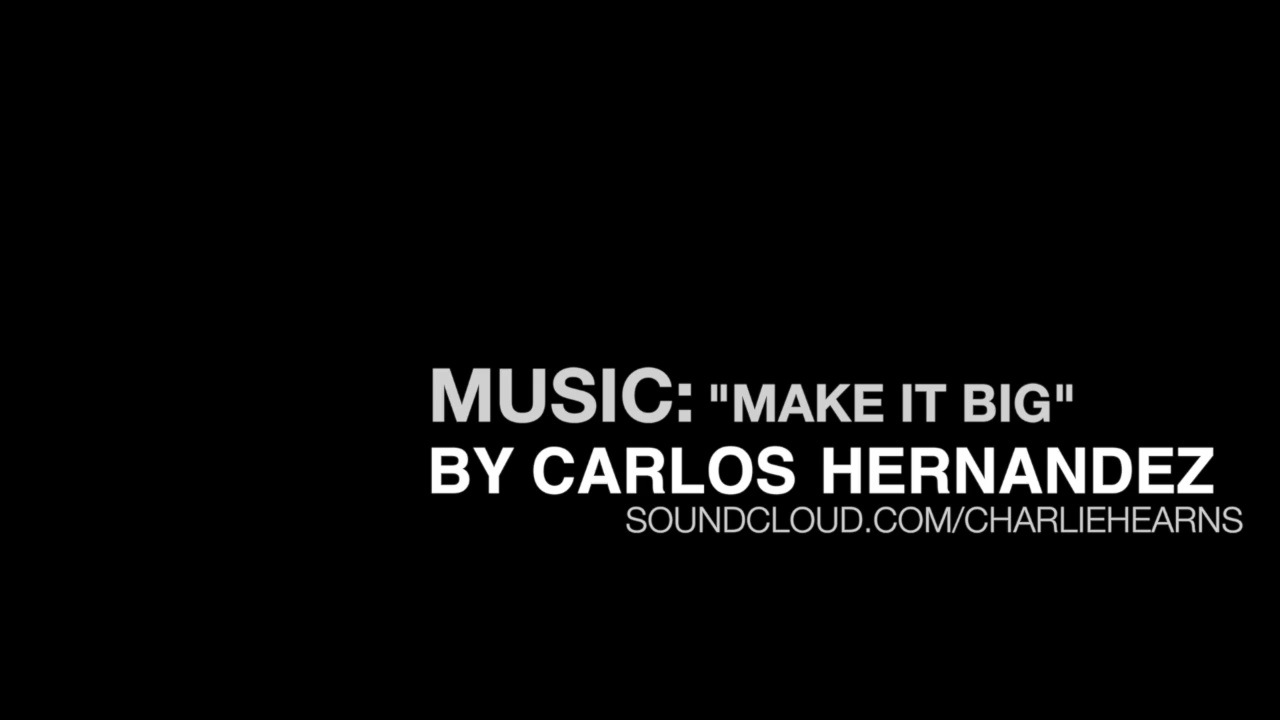 MUSIC: "MAKE IT BIG"
BY CARLOS HERNANDEZ
SOUNDCLOUD.COM/CHARLIEHEARNS